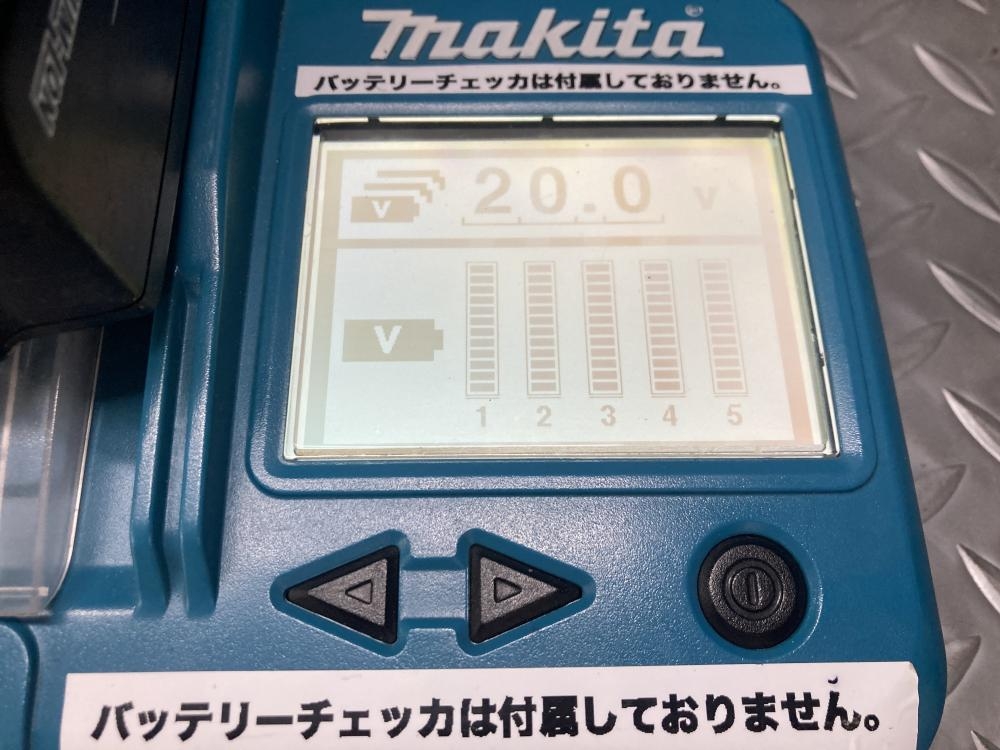 makita
バッテリーチェッカは付属しておりません。
V 20.0 V
V
1 2 3 4 5
バッテリーチェッカは付属しておりません。